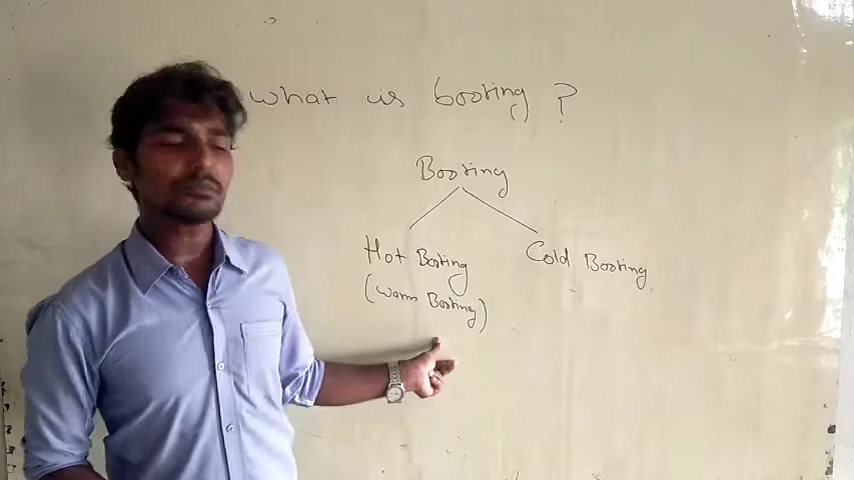 what is booting ?
Booting
Hot Booting
Cold Booting
(warm Booting)